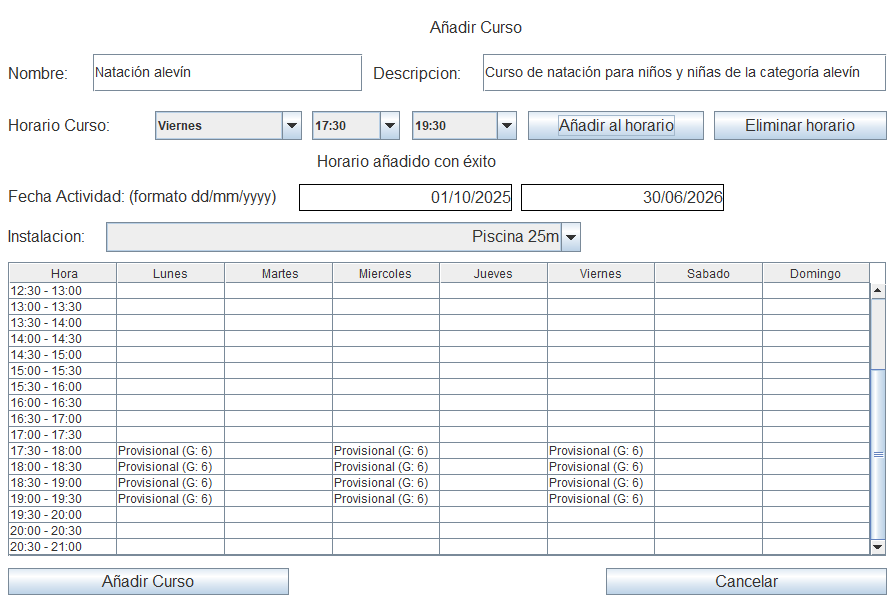 Añadir Curso
Nombre: Natación alevín Descripcion: Curso de natación para niños y niñas de la categoría alevín
Horario Curso: Viernes 17:30 19:30 Añadir al horario Eliminar horario
Horario añadido con éxito
Fecha Actividad: (formato dd/mm/yyyy) 01/10/2025 30/06/2026
Instalacion: Piscina 25m
Hora Lunes Martes Miercoles Jueves Viernes Sabado Domingo
12:30 - 13:00
13:00 - 13:30
13:30 - 14:00
14:00 - 14:30
14:30 - 15:00
15:00 - 15:30
15:30 - 16:00
16:00 - 16:30
16:30 - 17:00
17:00 - 17:30
17:30 - 18:00 Provisional (G: 6) Provisional (G: 6) Provisional (G: 6)
18:00 - 18:30 Provisional (G: 6) Provisional (G: 6) Provisional (G: 6)
18:30 - 19:00 Provisional (G: 6) Provisional (G: 6) Provisional (G: 6)
19:00 - 19:30 Provisional (G: 6) Provisional (G: 6) Provisional (G: 6)
19:30 - 20:00
20:00 - 20:30
20:30 - 21:00
Añadir Curso Cancelar